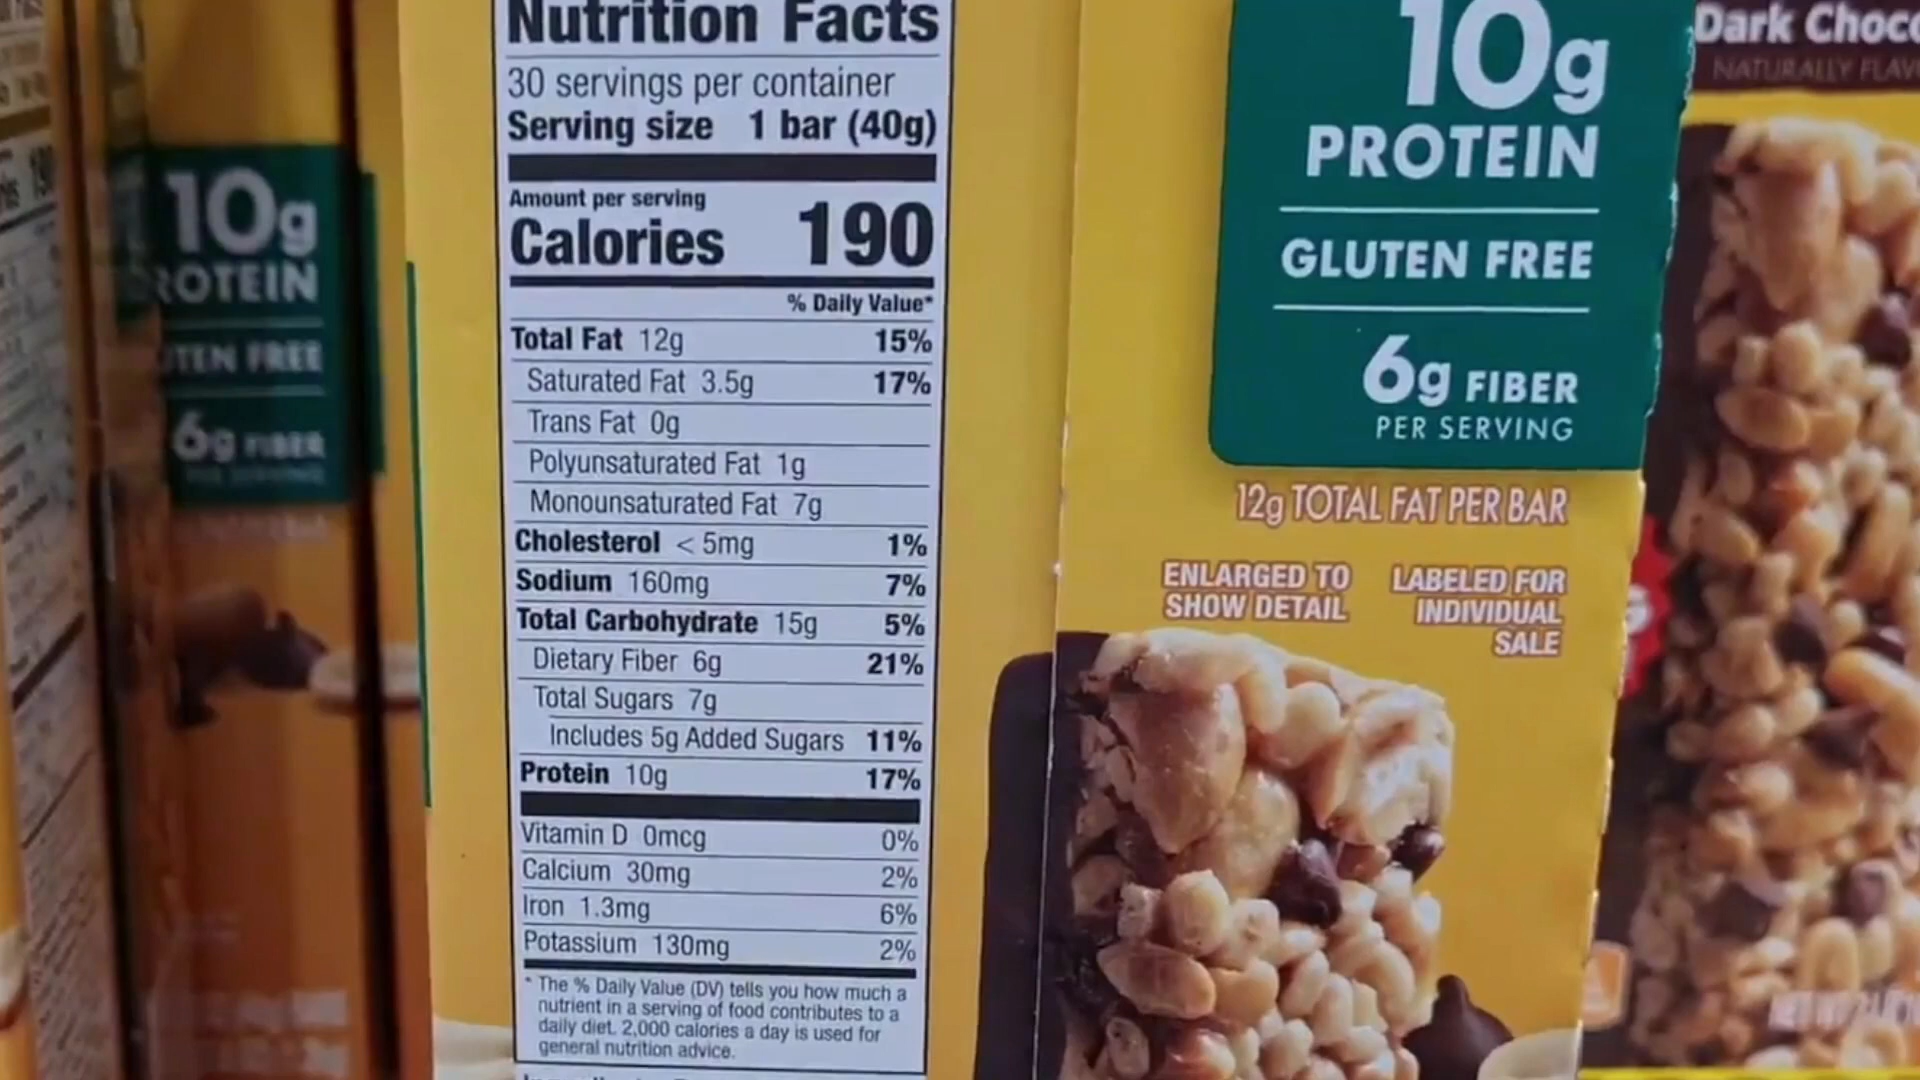 Nutrition Facts
30 servings per container
Serving size 1 bar (40g)
Amount per serving
Calories 190
% Daily Value*
Total Fat 12g 15%
Saturated Fat 3.5g 17%
Trans Fat 0g
Polyunsaturated Fat 1g
Monounsaturated Fat 7g
Cholesterol < 5mg 1%
Sodium 160mg 7%
Total Carbohydrate 15g 5%
Dietary Fiber 6g 21%
Total Sugars 7g
Includes 5g Added Sugars 11%
Protein 10g 17%
Vitamin D 0mcg 0%
Calcium 30mg 2%
Iron 1.3mg 6%
Potassium 130mg 2%
* The % Daily Value (DV) tells you how much a
nutrient in a serving of food contributes to a
daily diet. 2,000 calories a day is used for
general nutrition advice.
10g
PROTEIN
GLUTEN FREE
6g FIBER
PER SERVING
12g TOTAL FAT PER BAR
ENLARGED TO
SHOW DETAIL
LABELED FOR
INDIVIDUAL
SALE
Dark Choc
NATURALLY FLAV
10g
ROTEIN
TEN FREE
6g FIBER